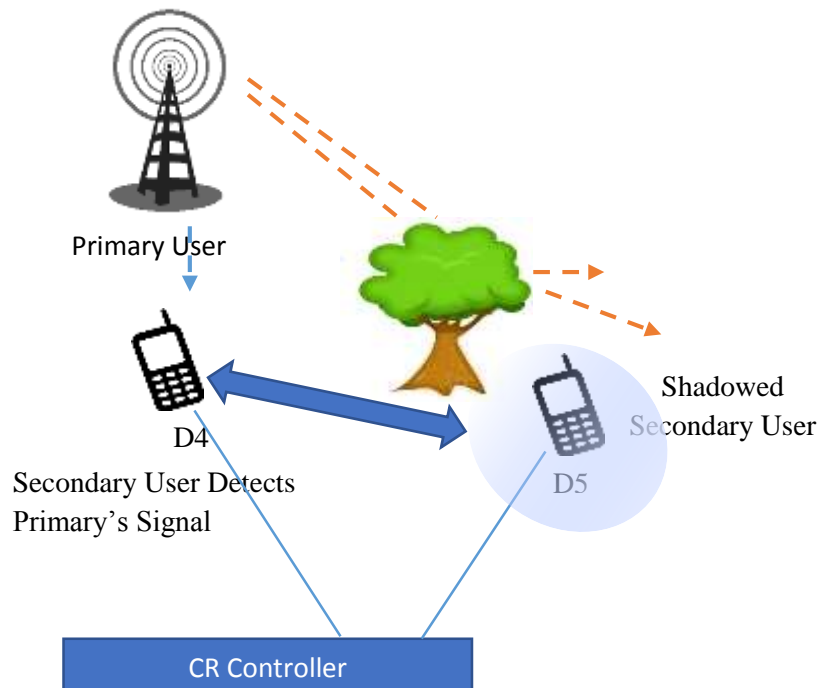 Primary User
Shadowed
Secondary User
D4
D5
Secondary User Detects
Primary’s Signal
CR Controller